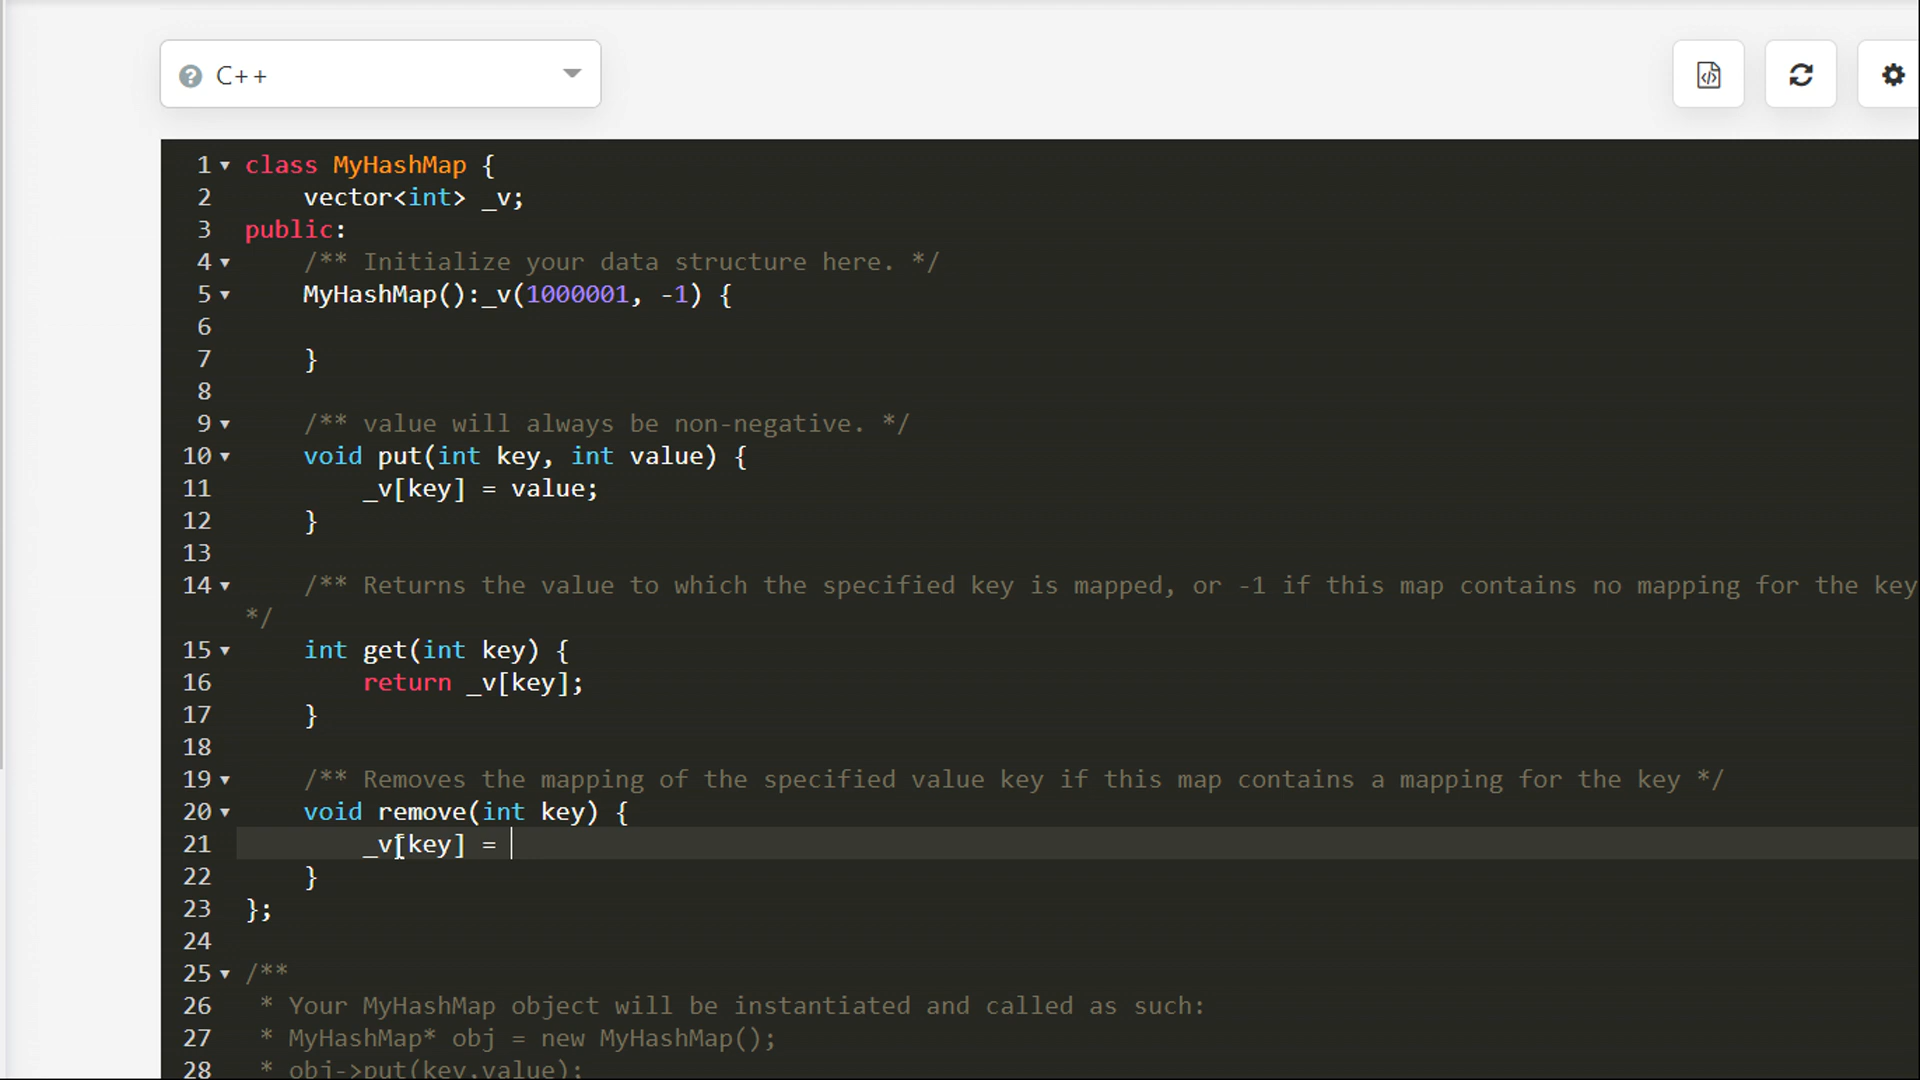 C++
1 class MyHashMap {
2 vector<int> _v;
3 public:
4 /** Initialize your data structure here. */
5 MyHashMap():_v(1000001, -1) {
6
7 }
8
9 /** value will always be non-negative. */
10 void put(int key, int value) {
11 _v[key] = value;
12 }
13
14 /** Returns the value to which the specified key is mapped, or -1 if this map contains no mapping for the key
*/
15 int get(int key) {
16 return _v[key];
17 }
18
19 /** Removes the mapping of the specified value key if this map contains a mapping for the key */
20 void remove(int key) {
21 _v[key] =
22 }
23 };
24
25 /**
26 * Your MyHashMap object will be instantiated and called as such:
27 * MyHashMap* obj = new MyHashMap();
28 * obj->put(key,value);